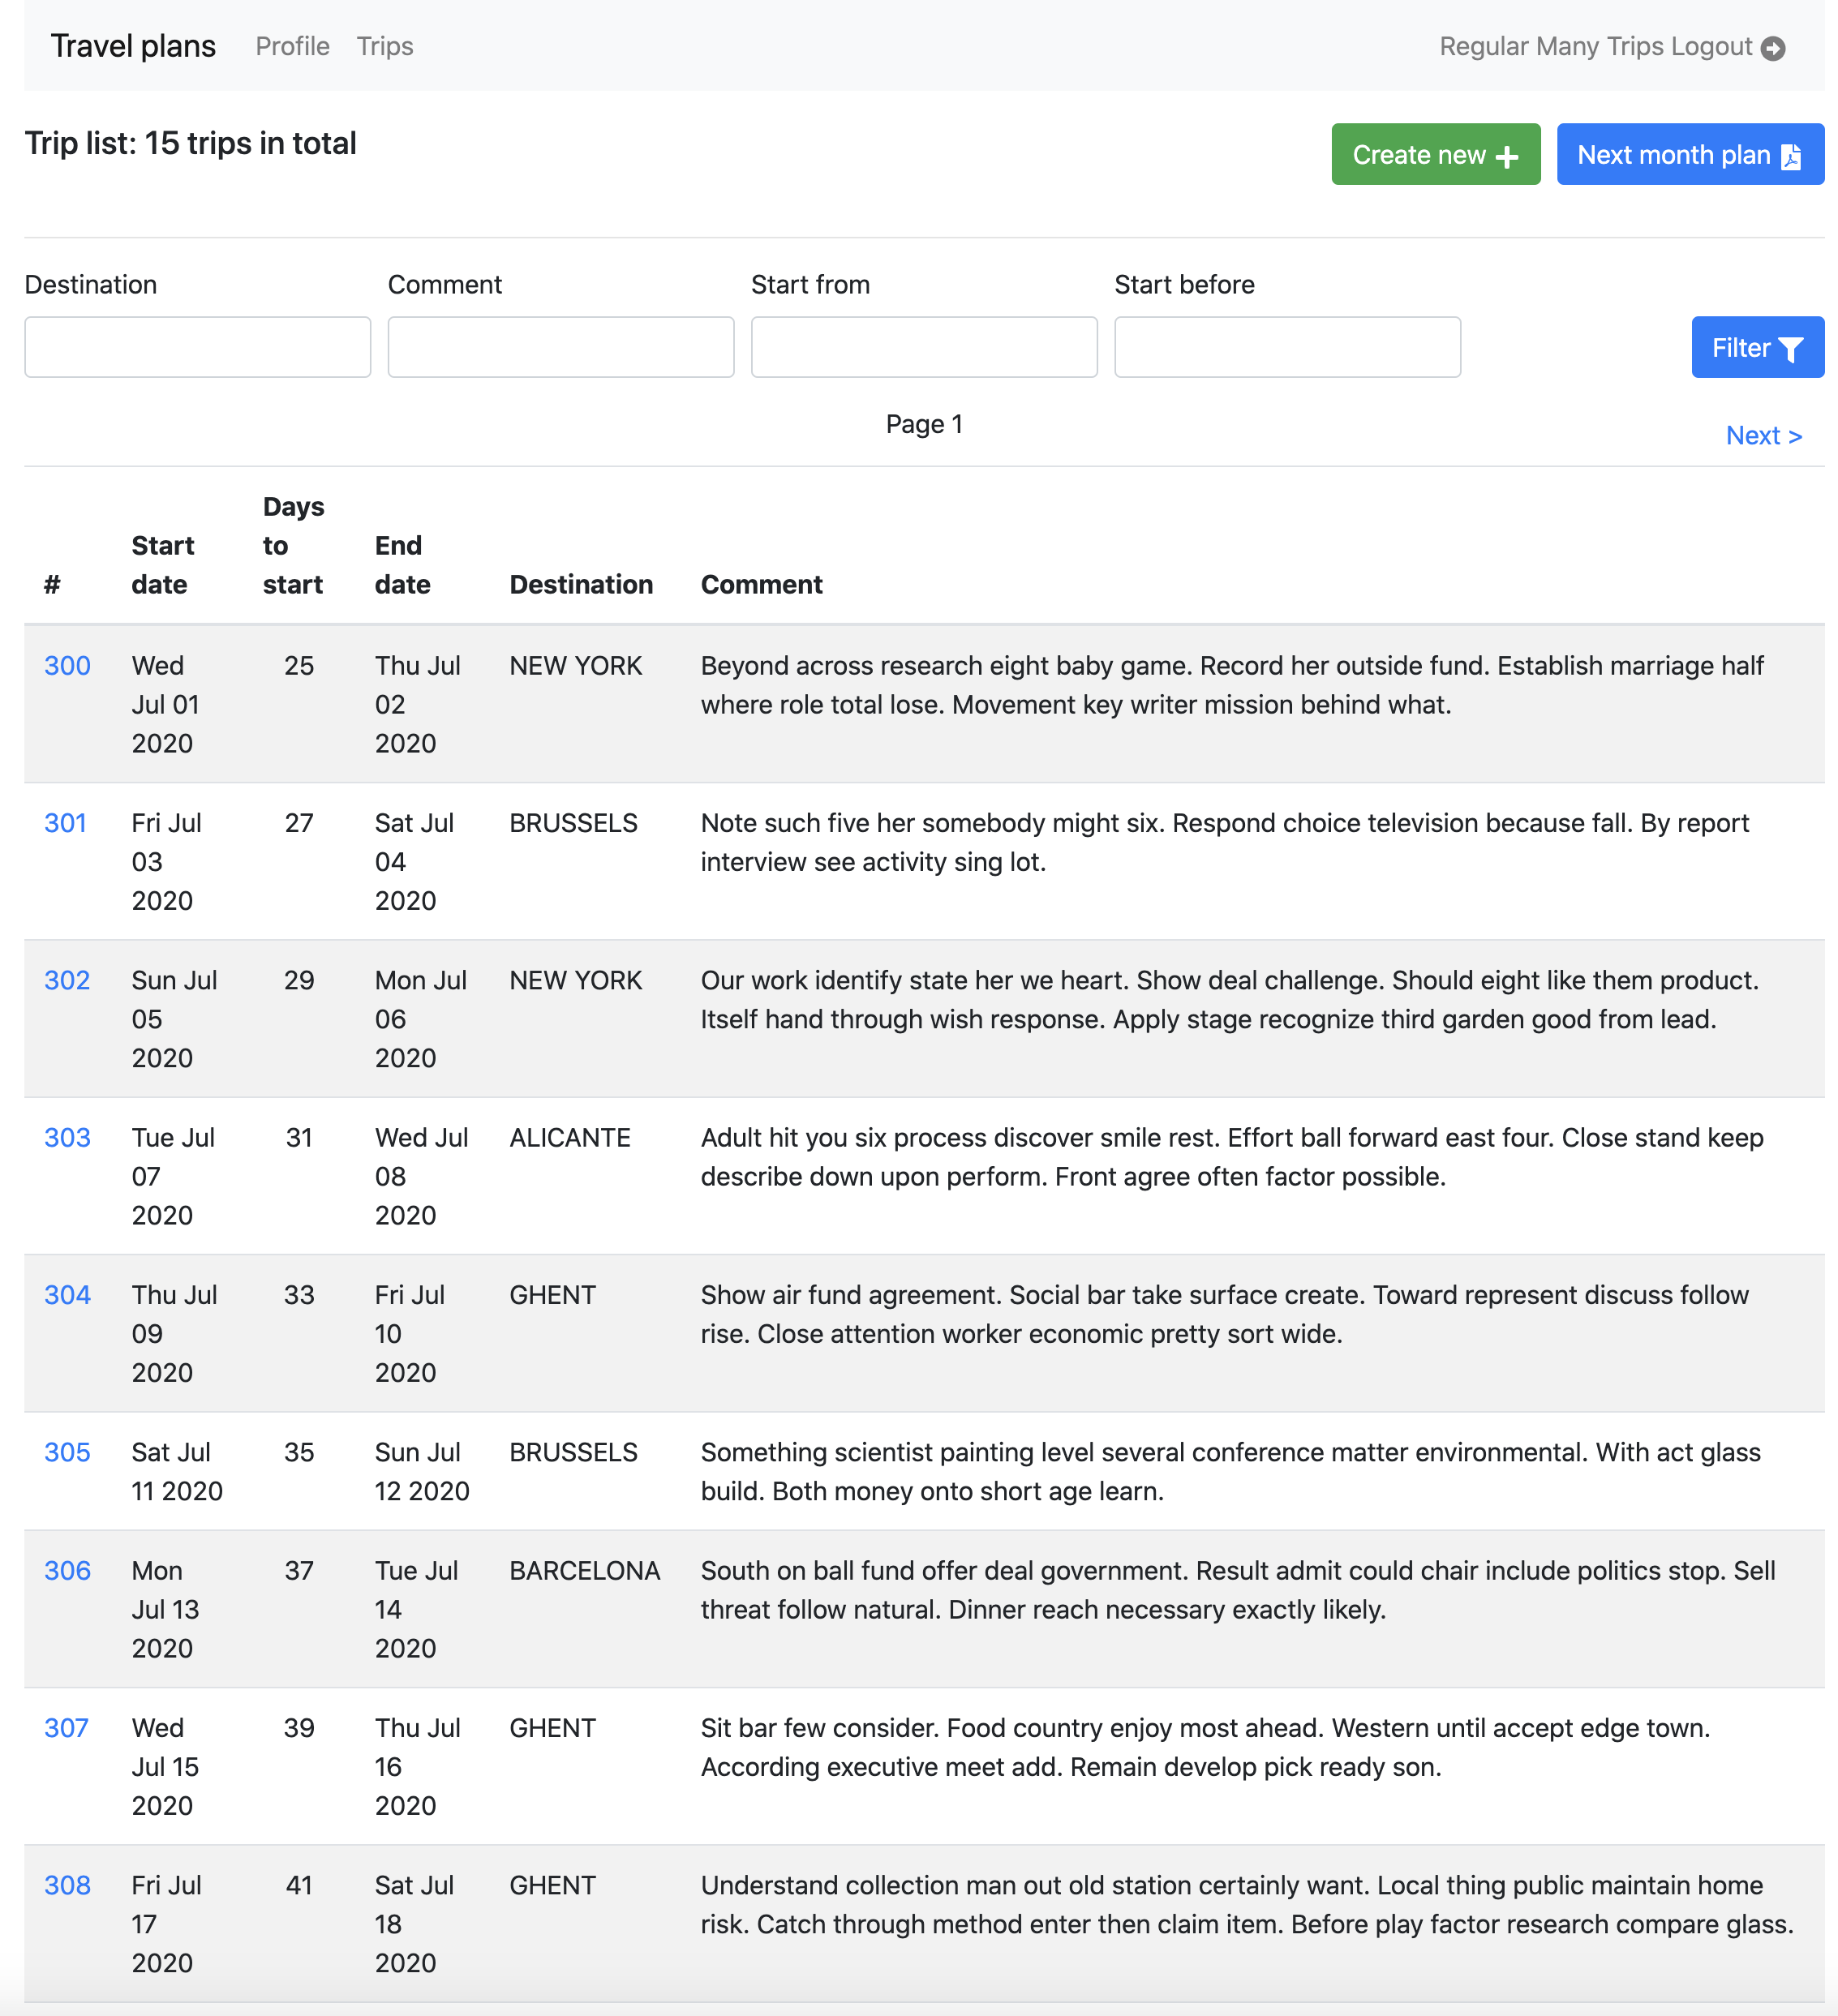 Travel plans Profile Trips Regular Many Trips Logout
Trip list: 15 trips in total
Create new Next month plan
Destination Comment Start from Start before
Filter
Page 1
Next >
# Start date Days to start End date Destination Comment
300 Wed Jul 01 2020 25 Thu Jul 02 2020 NEW YORK Beyond across research eight baby game. Record her outside fund. Establish marriage half
where role total lose. Movement key writer mission behind what.
301 Fri Jul 03 2020 27 Sat Jul 04 2020 BRUSSELS Note such five her somebody might six. Respond choice television because fall. By report
interview see activity sing lot.
302 Sun Jul 05 2020 29 Mon Jul 06 2020 NEW YORK Our work identify state her we heart. Show deal challenge. Should eight like them product.
Itself hand through wish response. Apply stage recognize third garden good from lead.
303 Tue Jul 07 2020 31 Wed Jul 08 2020 ALICANTE Adult hit you six process discover smile rest. Effort ball forward east four. Close stand keep
describe down upon perform. Front agree often factor possible.
304 Thu Jul 09 2020 33 Fri Jul 10 2020 GHENT Show air fund agreement. Social bar take surface create. Toward represent discuss follow
rise. Close attention worker economic pretty sort wide.
305 Sat Jul 11 2020 35 Sun Jul 12 2020 BRUSSELS Something scientist painting level several conference matter environmental. With act glass
build. Both money onto short age learn.
306 Mon Jul 13 2020 37 Tue Jul 14 2020 BARCELONA South on ball fund offer deal government. Result admit could chair include politics stop. Sell
threat follow natural. Dinner reach necessary exactly likely.
307 Wed Jul 15 2020 39 Thu Jul 16 2020 GHENT Sit bar few consider. Food country enjoy most ahead. Western until accept edge town.
According executive meet add. Remain develop pick ready son.
308 Fri Jul 17 2020 41 Sat Jul 18 2020 GHENT Understand collection man out old station certainly want. Local thing public maintain home
risk. Catch through method enter then claim item. Before play factor research compare glass.